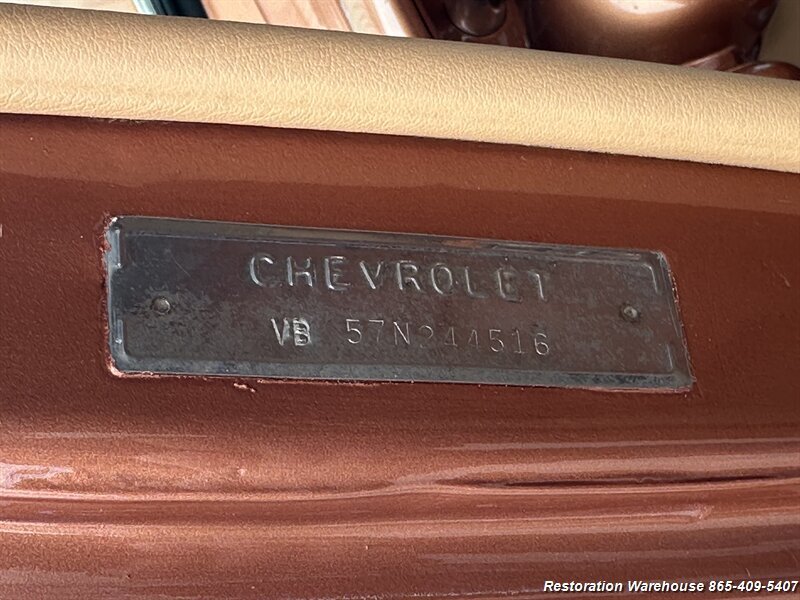 CHEVROLET
VB 57N244516
Restoration Warehouse 865-409-5407